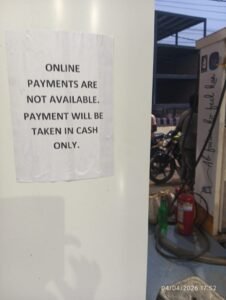 ONLINE
PAYMENTS ARE
NOT AVAILABLE.
PAYMENT WILL BE
TAKEN IN CASH
ONLY.
04/04/2026 17:52